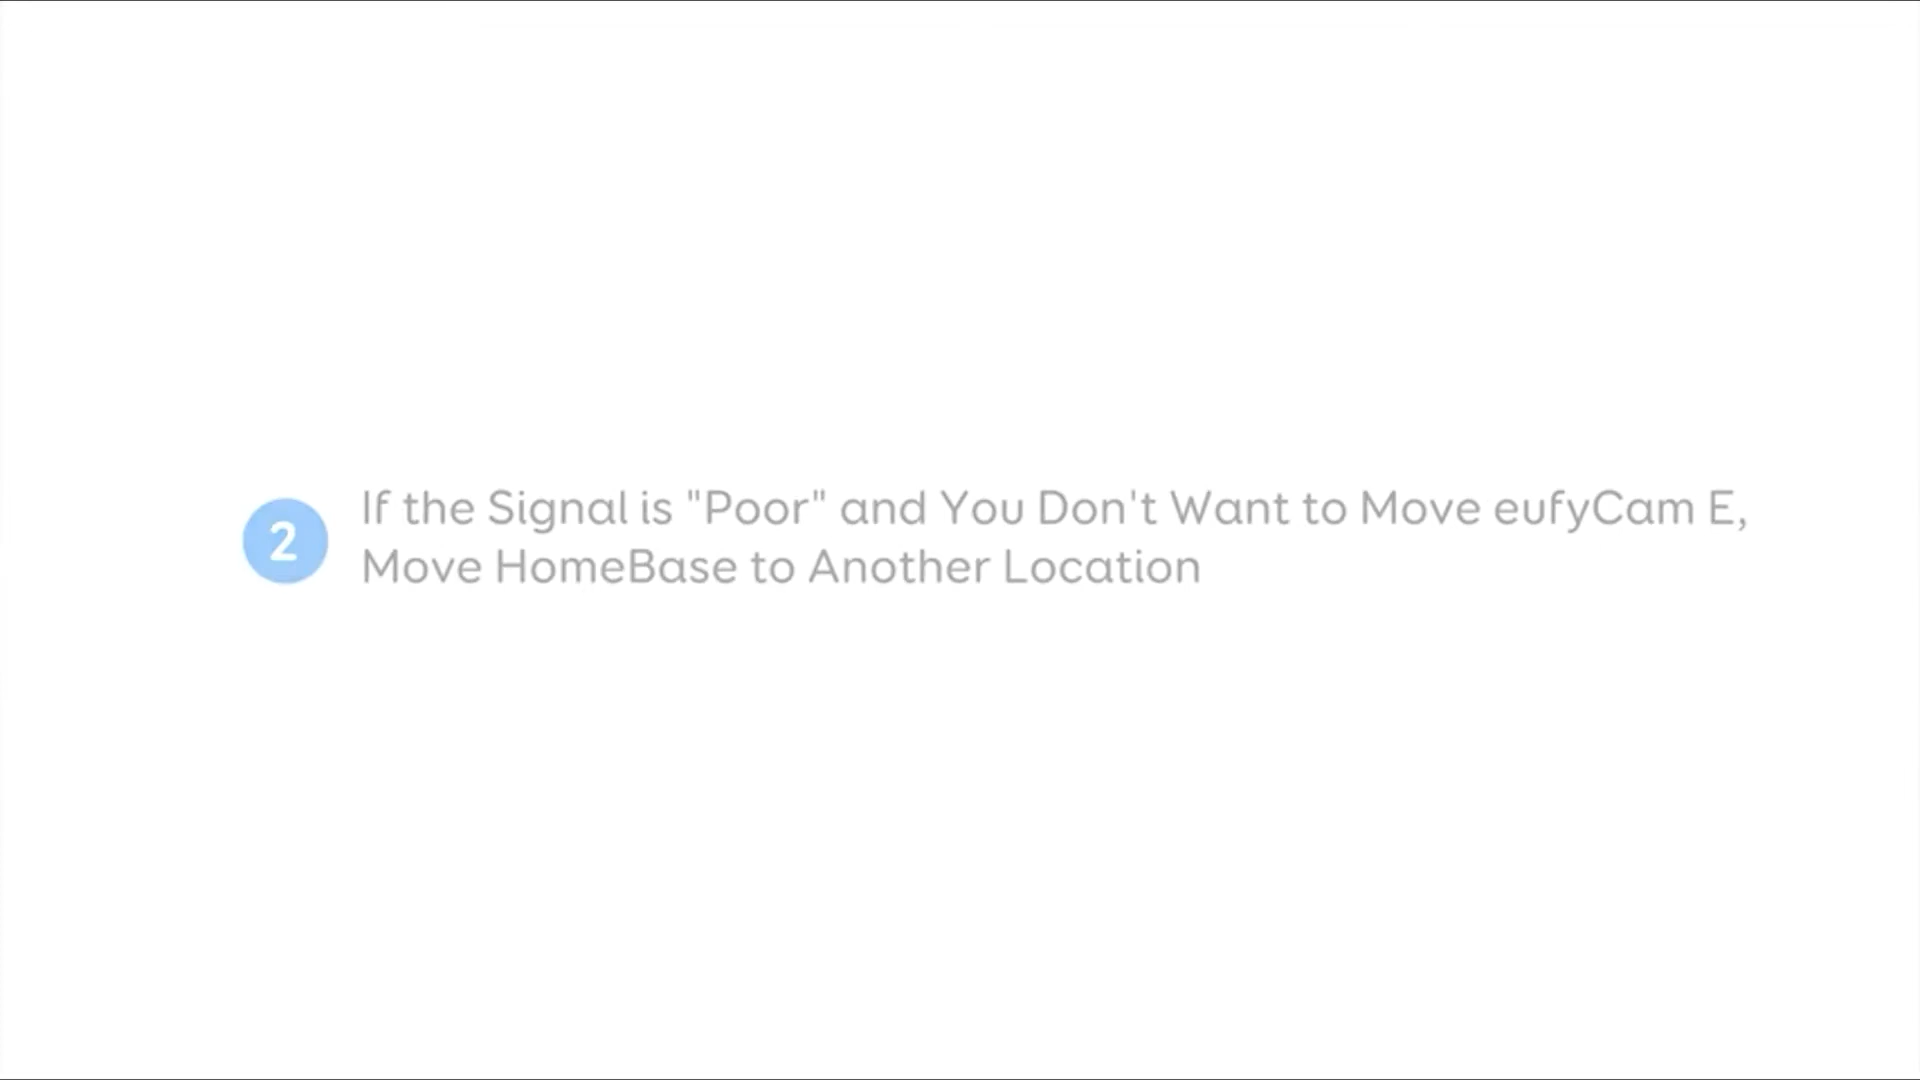 2
If the Signal is "Poor" and You Don't Want to Move eufyCam E,
Move HomeBase to Another Location